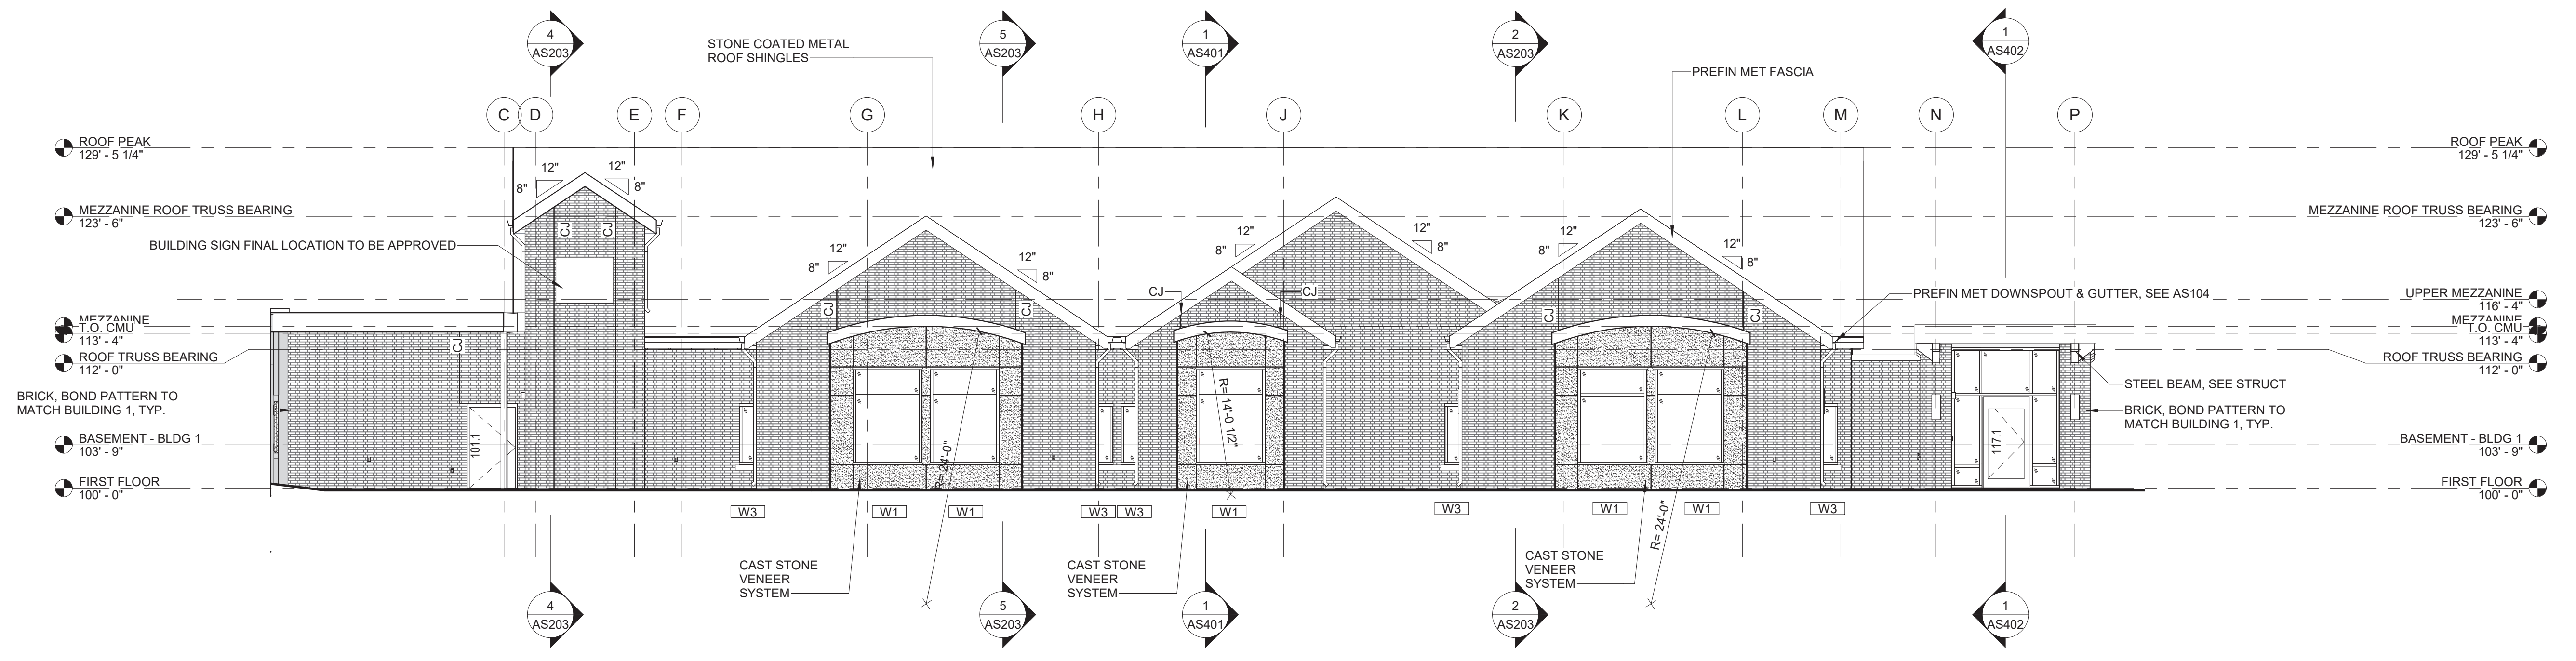 4
AS203
5
AS203
1
AS401
2
AS203
1
AS402
STONE COATED METAL
ROOF SHINGLES
PREFIN MET FASCIA
C
D
E
F
G
H
J
K
L
M
N
P
ROOF PEAK
129' - 5 1/4"
ROOF PEAK
129' - 5 1/4"
12"
12"
8"
8"
MEZZANINE ROOF TRUSS BEARING
123' - 6"
MEZZANINE ROOF TRUSS BEARING
123' - 6"
CJ
CJ
BUILDING SIGN FINAL LOCATION TO BE APPROVED
12"
8"
12"
8"
12"
8"
12"
8"
12"
8"
12"
8"
CJ
CJ
CJ
CJ
CJ
CJ
PREFIN MET DOWNSPOUT & GUTTER, SEE AS104
UPPER MEZZANINE
116' - 4"
MEZZANINE
T.O. CMU
113' - 4"
MEZZANINE
T.O. CMU
113' - 4"
CJ
ROOF TRUSS BEARING
112' - 0"
ROOF TRUSS BEARING
112' - 0"
STEEL BEAM, SEE STRUCT
BRICK, BOND PATTERN TO
MATCH BUILDING 1, TYP.
BRICK, BOND PATTERN TO
MATCH BUILDING 1, TYP.
BASEMENT - BLDG 1
103' - 9"
BASEMENT - BLDG 1
103' - 9"
101.1
117.1
R= 24'-0"
R= 14'-0 1/2"
R= 24'-0"
FIRST FLOOR
100' - 0"
FIRST FLOOR
100' - 0"
W3
W1
W1
W3
W3
W1
W3
W1
W1
W3
CAST STONE
VENEER
SYSTEM
CAST STONE
VENEER
SYSTEM
CAST STONE
VENEER
SYSTEM
4
AS203
5
AS203
1
AS401
2
AS203
1
AS402